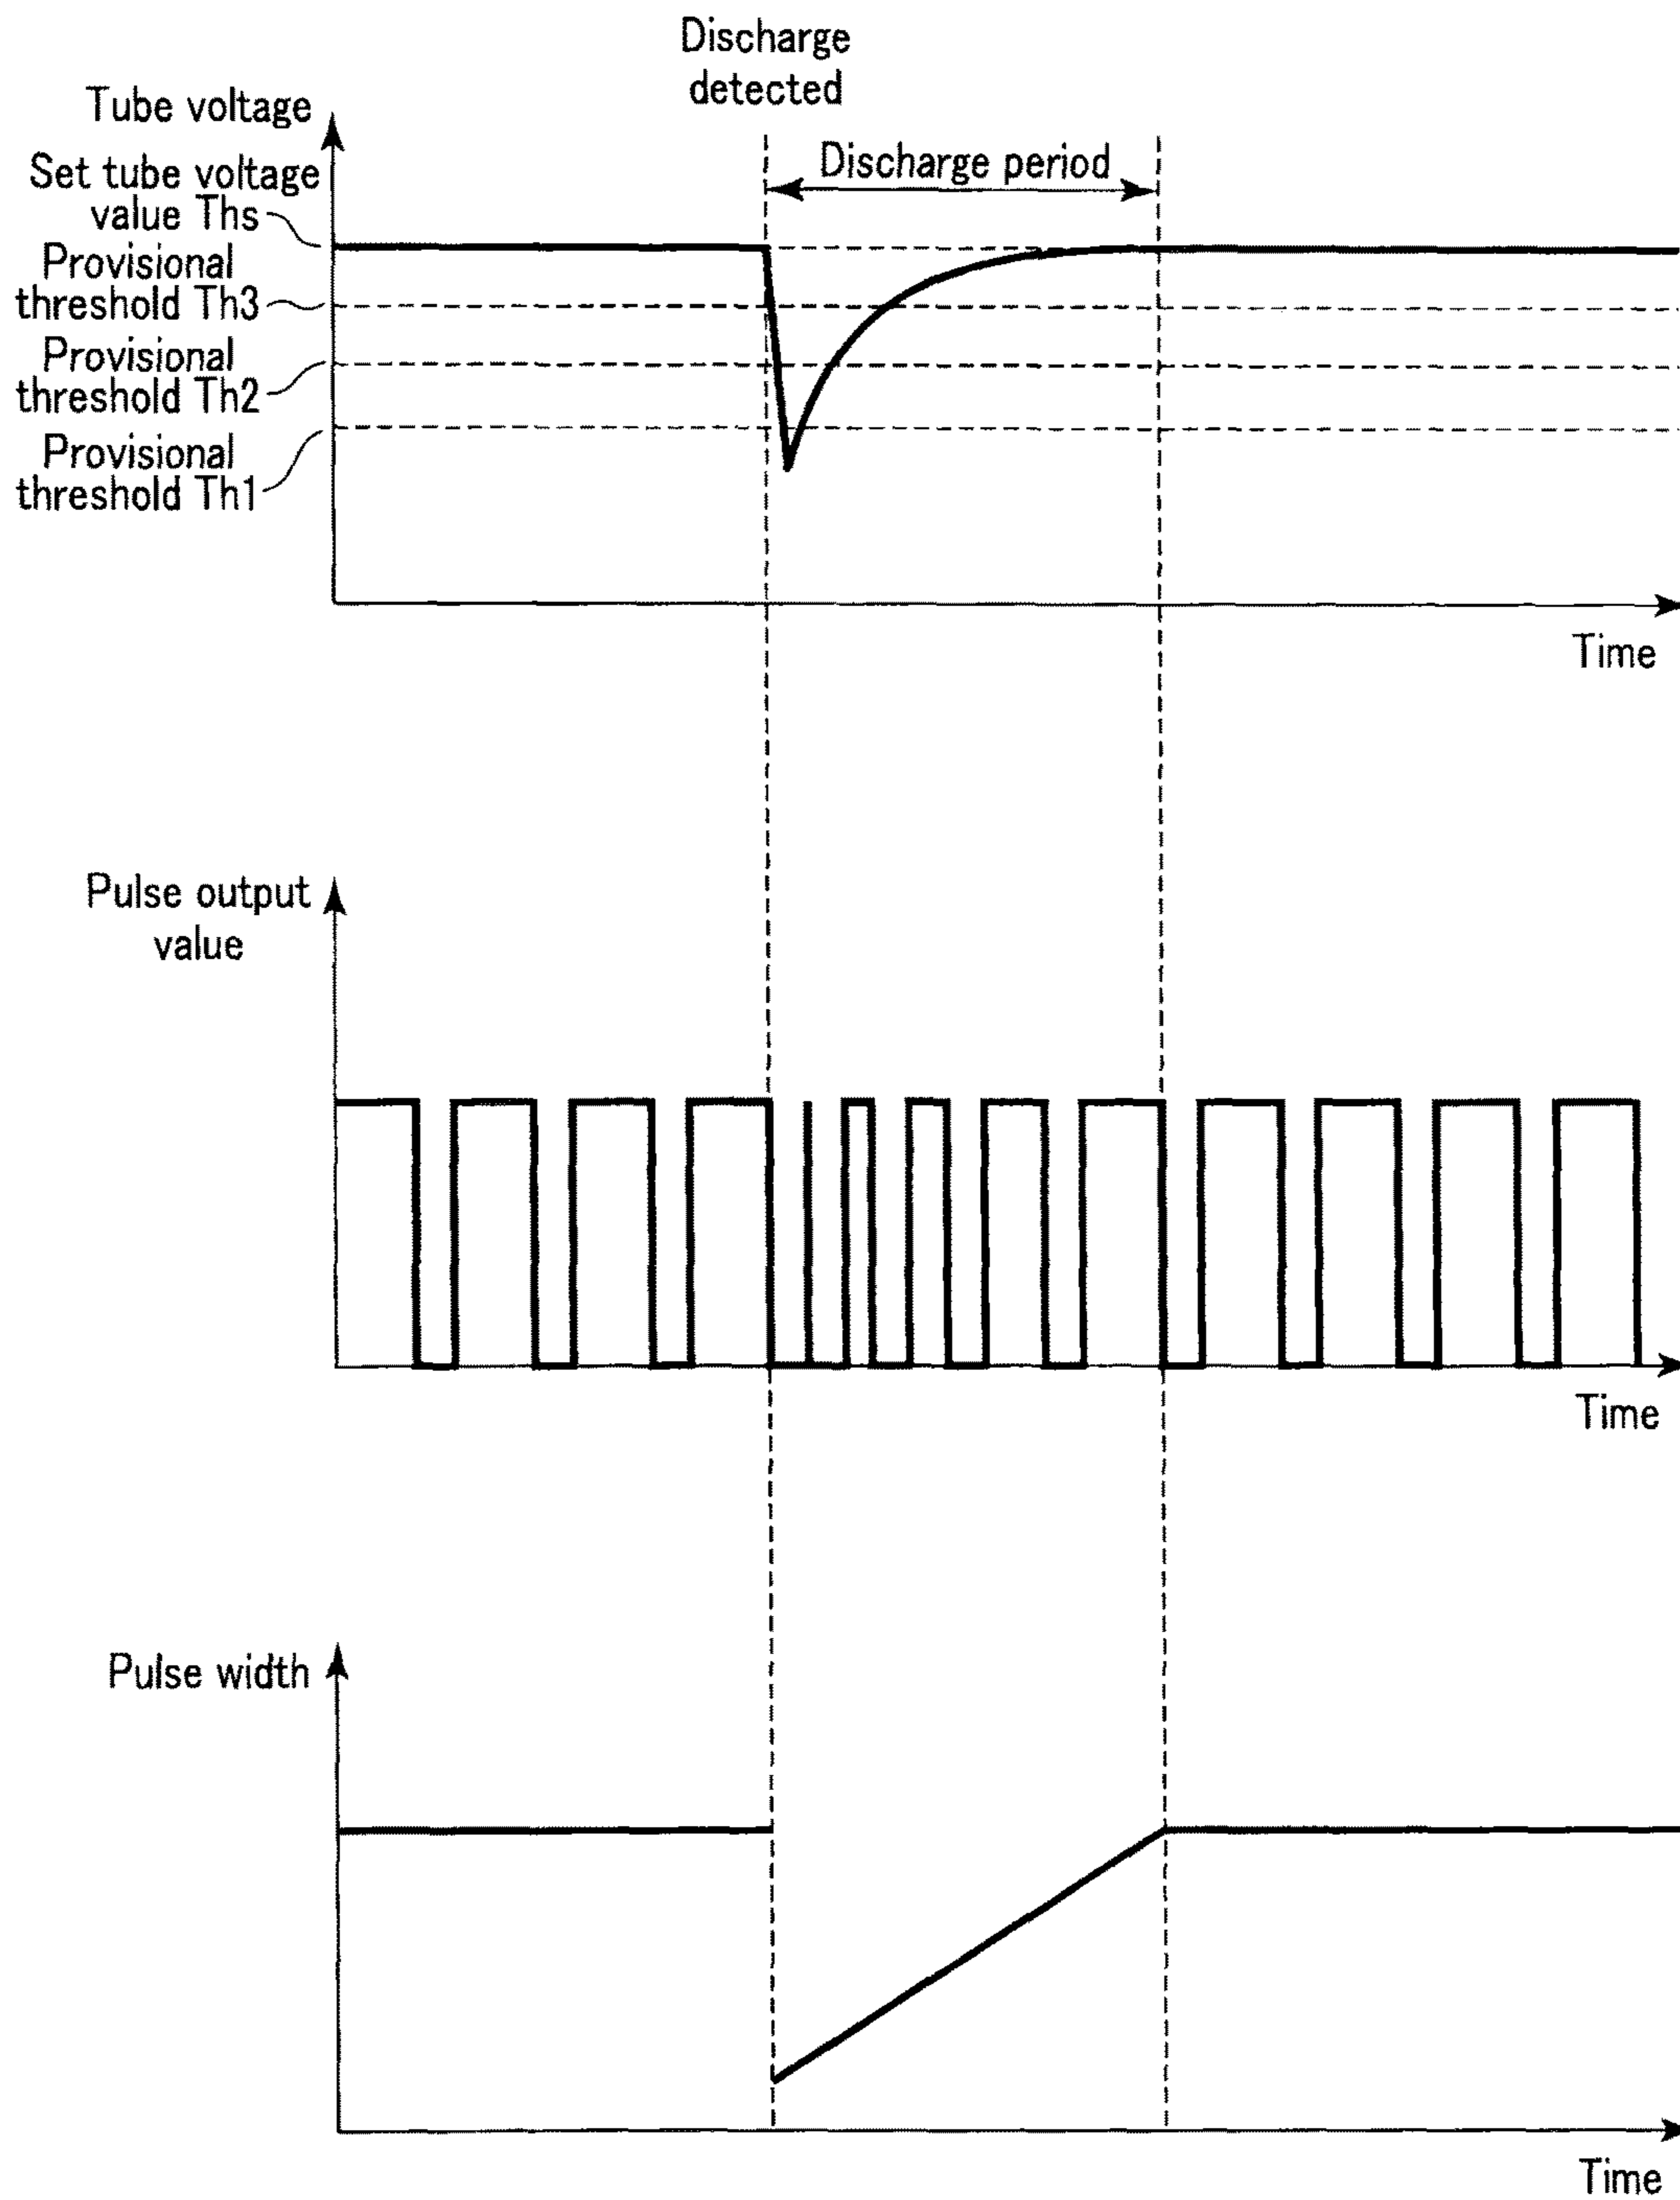 Discharge
detected
Tube voltage
Discharge period
Set tube voltage
value Ths
Provisional
threshold Th3
Provisional
threshold Th2
Provisional
threshold Th1
Time
Pulse output
value
Time
Pulse width
Time